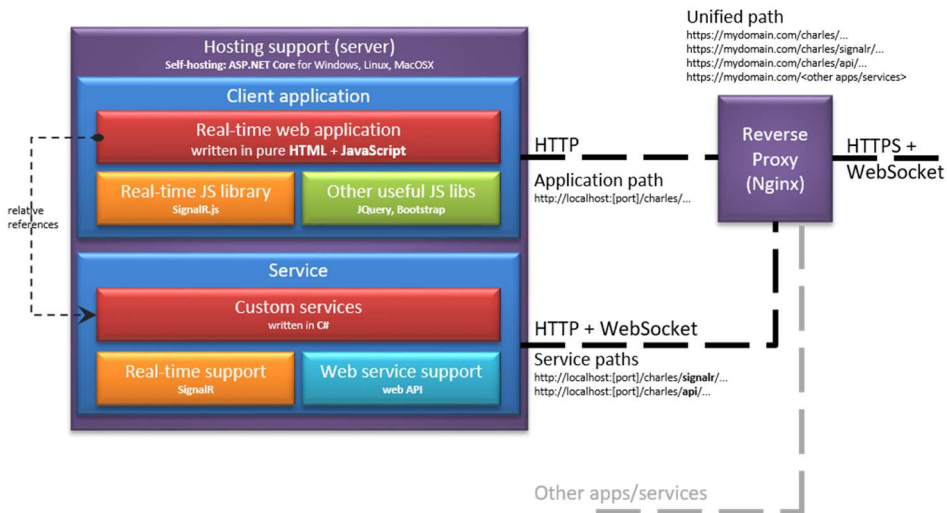 Unified path
https://mydomain.com/charles/...
https://mydomain.com/charles/signalr/...
https://mydomain.com/charles/api/...
https://mydomain.com/<other apps/services>
Hosting support (server)
Self-hosting: ASP.NET Core for Windows, Linux, MacOSX
Client application
Real-time web application
written in pure HTML + JavaScript
Real-time JS library
SignalR.js
Other useful JS libs
JQuery, Bootstrap
relative
references
Service
Custom services
written in C#
Real-time support
SignalR
Web service support
web API
HTTP
Application path
http://localhost:[port]/charles/...
Reverse
Proxy
(Nginx)
HTTPS +
WebSocket
HTTP + WebSocket
Service paths
http://localhost:[port]/charles/signalr/...
http://localhost:[port]/charles/api/...
Other apps/services